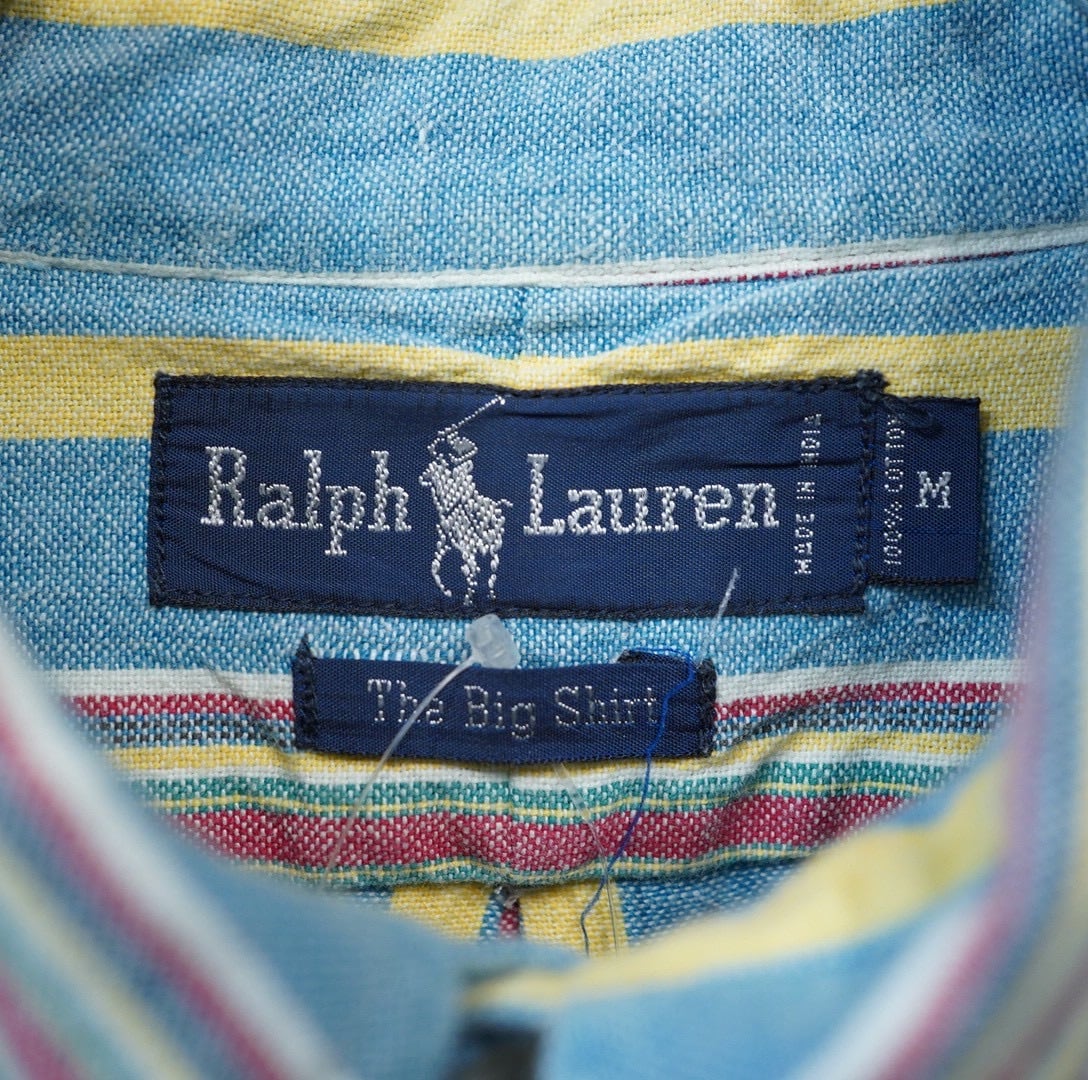 Ralph Lauren
MADE IN INDIA
100% COTTON
M
The Big Shirt